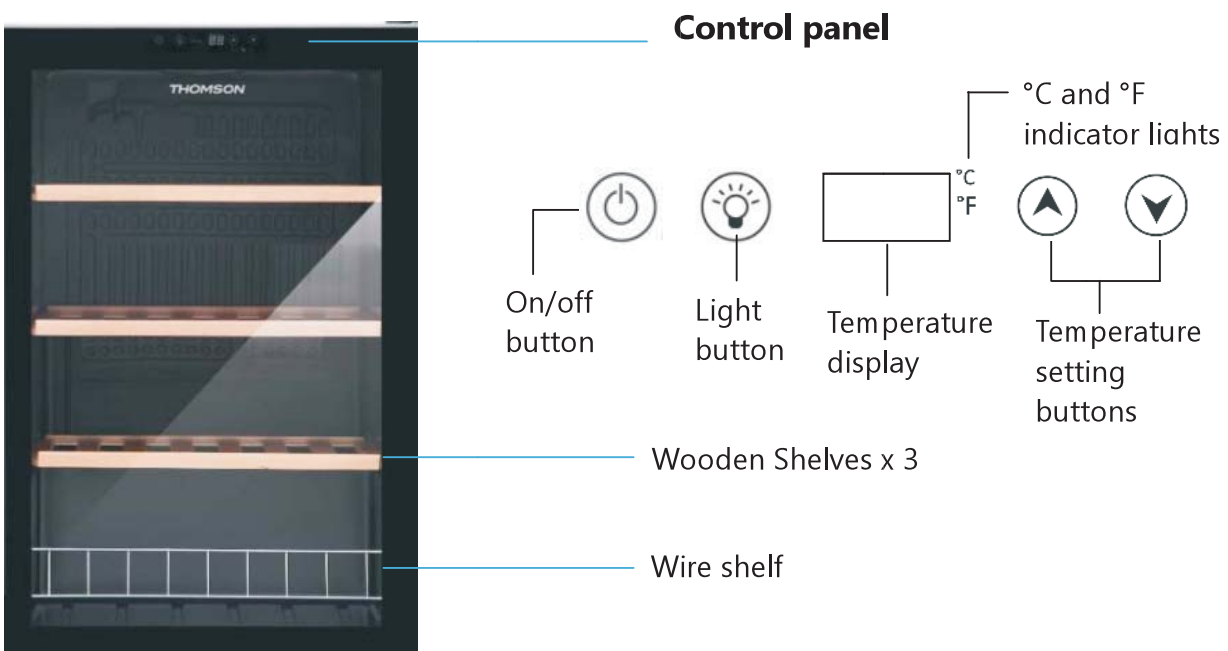 Control panel
THOMSON
°C and °F
indicator lights
°C
°F
On/off
button
Light
button
Temperature
display
Temperature
setting
buttons
Wooden Shelves x 3
Wire shelf